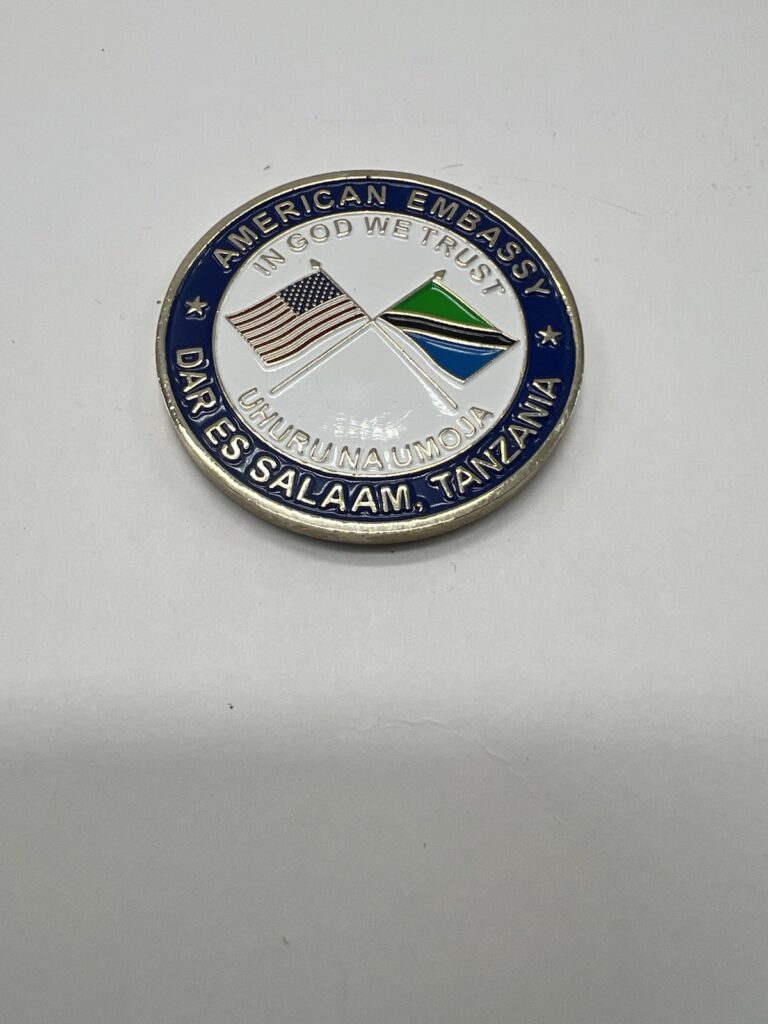 AMERICAN EMBASSY
IN GOD WE TRUST
UHURU NA UMOJA
DAR ES SALAAM, TANZANIA